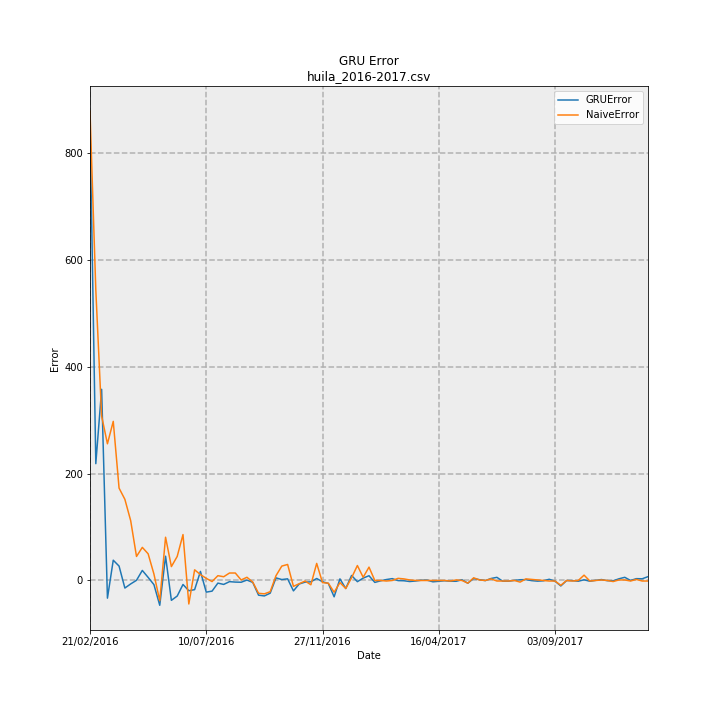 GRU Error
huila_2016-2017.csv
GRUError
NaiveError
800
600
400
200
0
Error
21/02/2016
10/07/2016
27/11/2016
16/04/2017
03/09/2017
Date